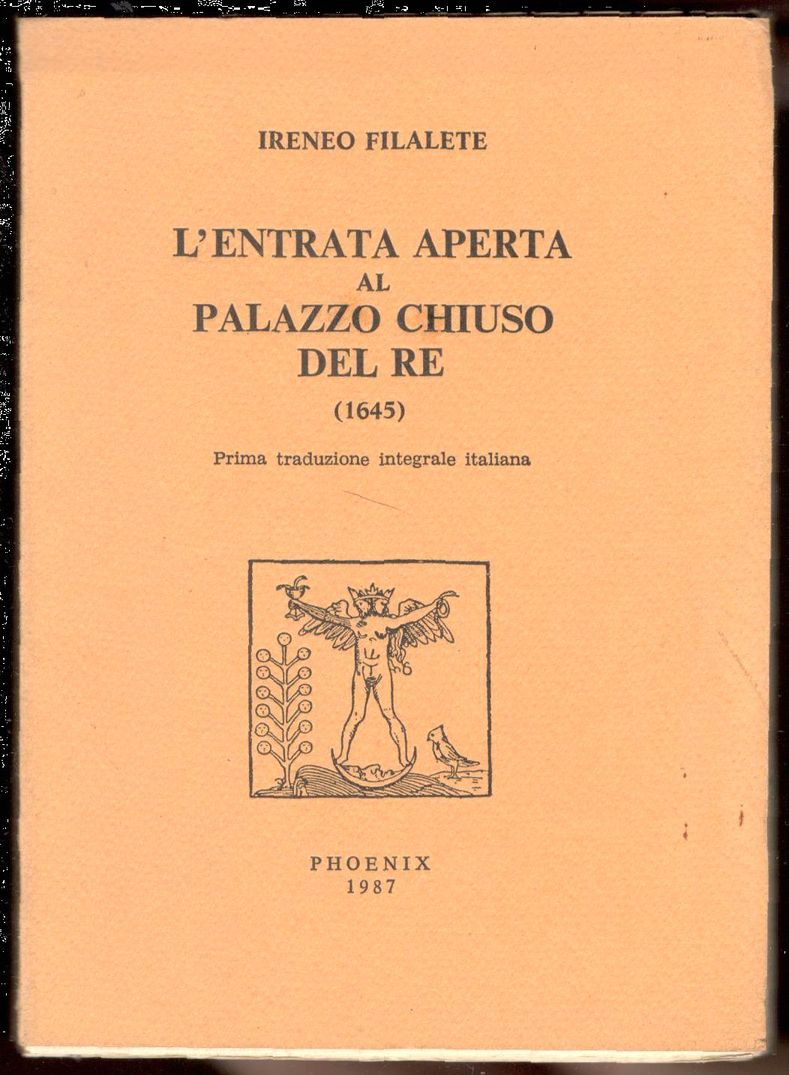 IRENEO FILALETE
L'ENTRATA APERTA
AL
PALAZZO CHIUSO
DEL RE
(1645)
Prima traduzione integrale italiana
PHOENIX
1987